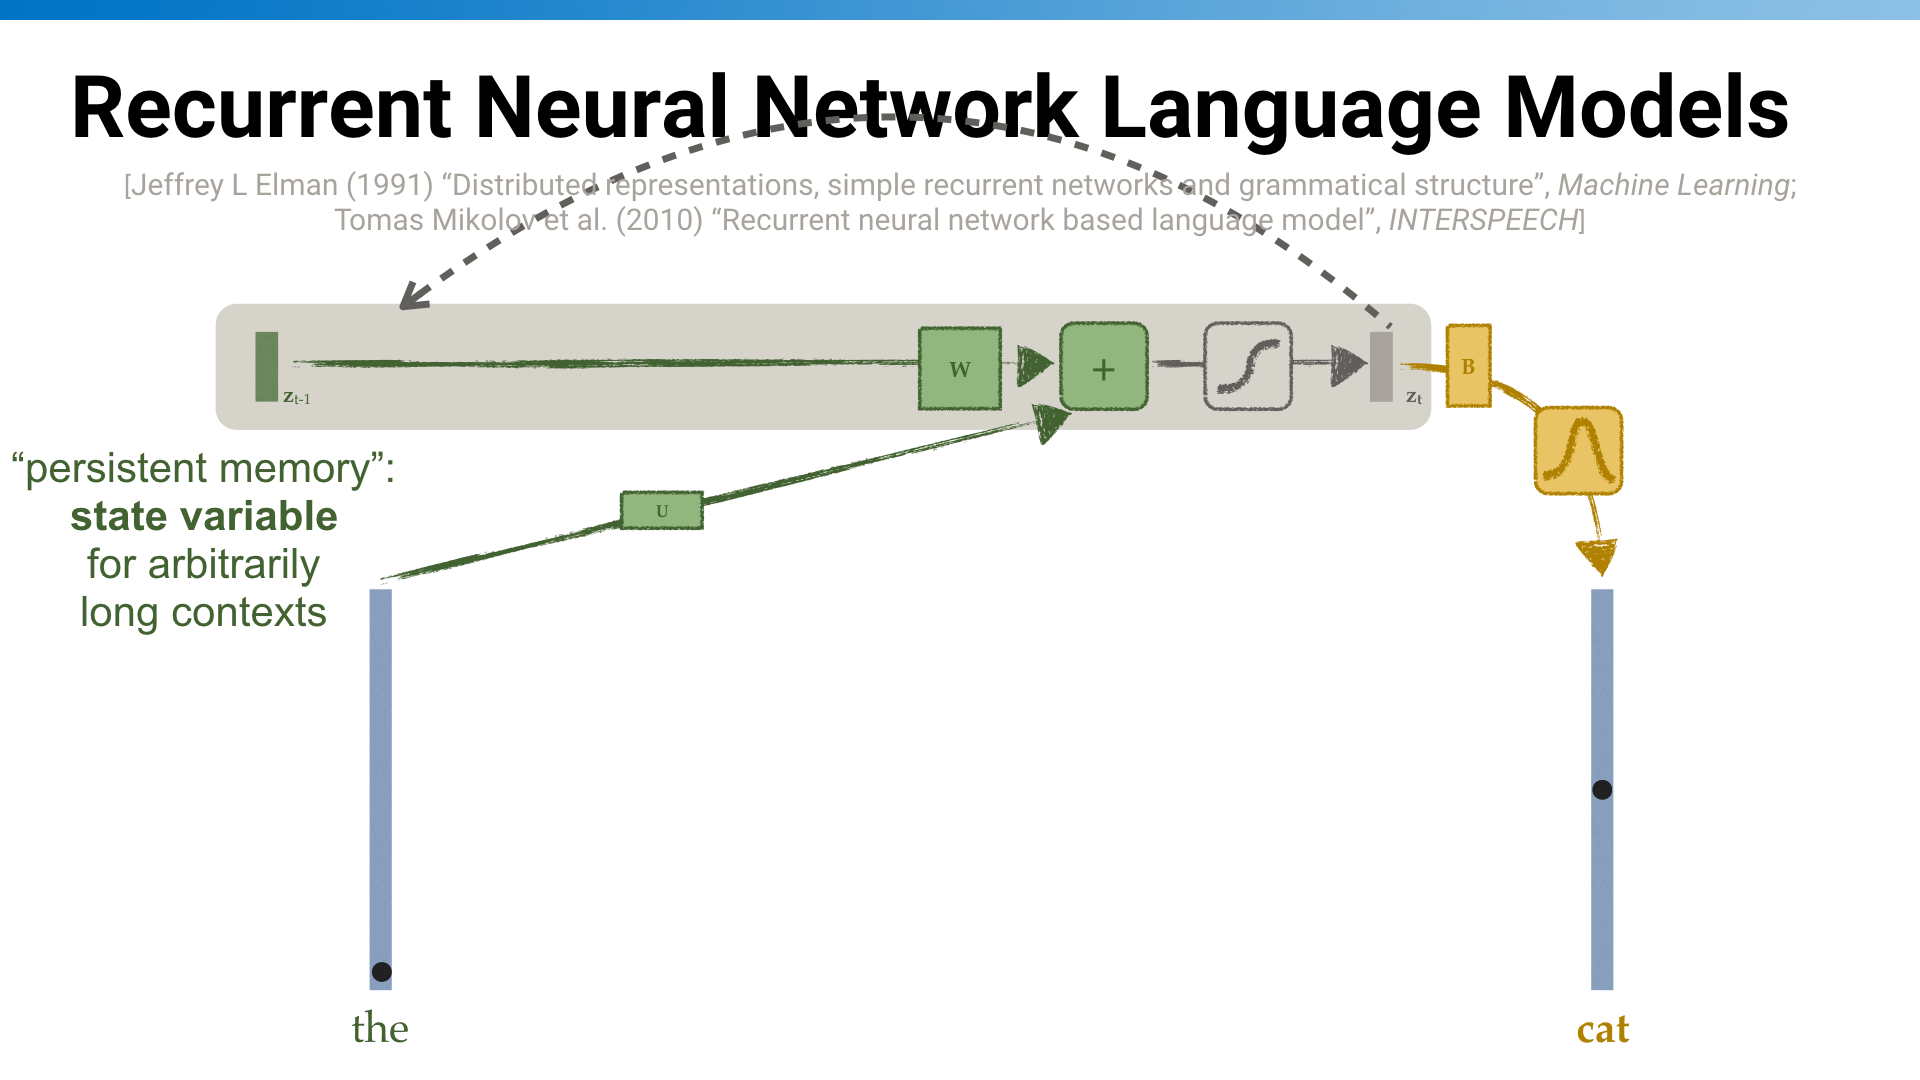 Recurrent Neural Network Language Models
[Jeffrey L Elman (1991) “Distributed representations, simple recurrent networks and grammatical structure”, Machine Learning;
Tomas Mikolov et al. (2010) “Recurrent neural network based language model”, INTERSPEECH]
z_t-1
W
+
z_t
B
“persistent memory”:
state variable
for arbitrarily
long contexts
U
the
cat